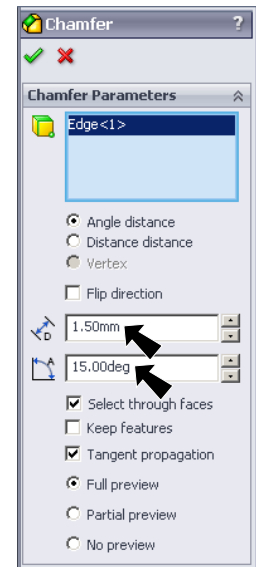 Chamfer ?
Chamfer Parameters
Edge<1>
Angle distance
Distance distance
Vertex
Flip direction
D
1.50mm
A
15.00deg
Select through faces
Keep features
Tangent propagation
Full preview
Partial preview
No preview